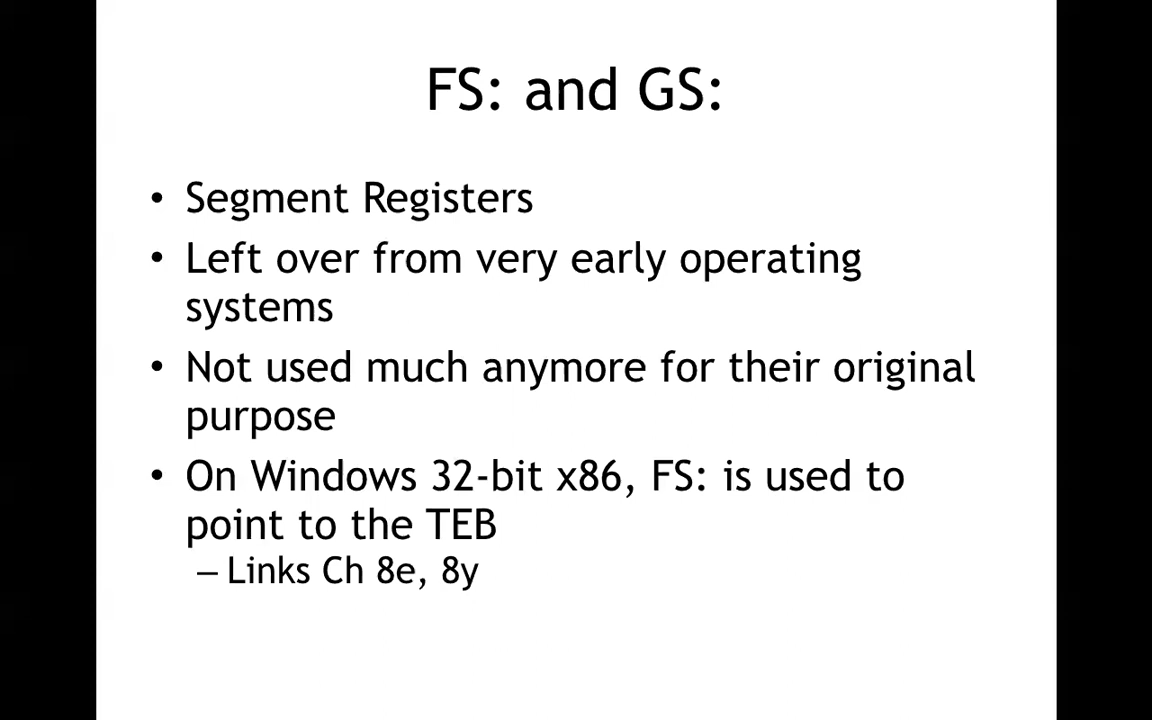 FS: and GS:
• Segment Registers
• Left over from very early operating
systems
• Not used much anymore for their original
purpose
• On Windows 32-bit x86, FS: is used to
point to the TEB
– Links Ch 8e, 8y